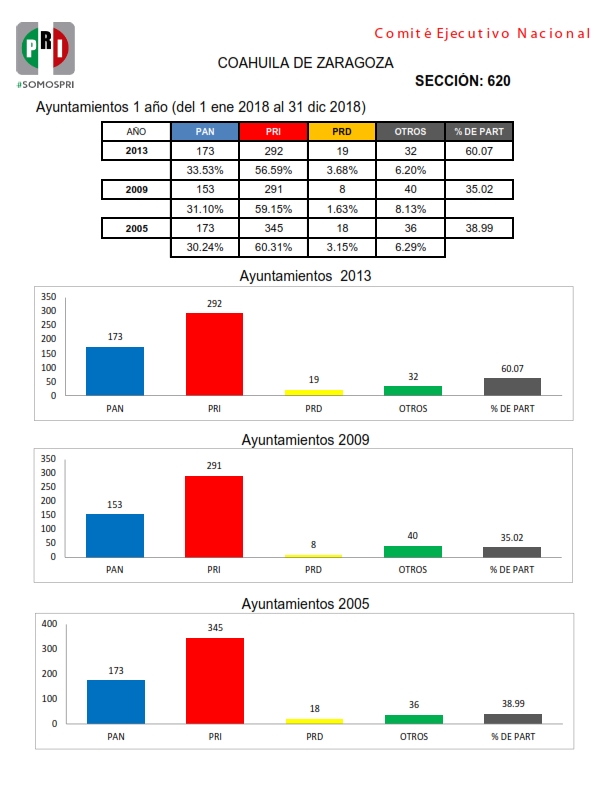 Comité Ejecutivo Nacional
PRI
#SOMOSPRI
COAHUILA DE ZARAGOZA
SECCIÓN: 620
Ayuntamientos 1 año (del 1 ene 2018 al 31 dic 2018)
AÑO PAN PRI PRD OTROS % DE PART
2013 173 292 19 32 60.07
33.53% 56.59% 3.68% 6.20%
2009 153 291 8 40 35.02
31.10% 59.15% 1.63% 8.13%
2005 173 345 18 36 38.99
30.24% 60.31% 3.15% 6.29%
Ayuntamientos 2013
350
300
250
200
150
100
50
0
173 292 19 32 60.07
PAN PRI PRD OTROS % DE PART
Ayuntamientos 2009
350
300
250
200
150
100
50
0
153 291 8 40 35.02
PAN PRI PRD OTROS % DE PART
Ayuntamientos 2005
400
300
200
100
0
173 345 18 36 38.99
PAN PRI PRD OTROS % DE PART